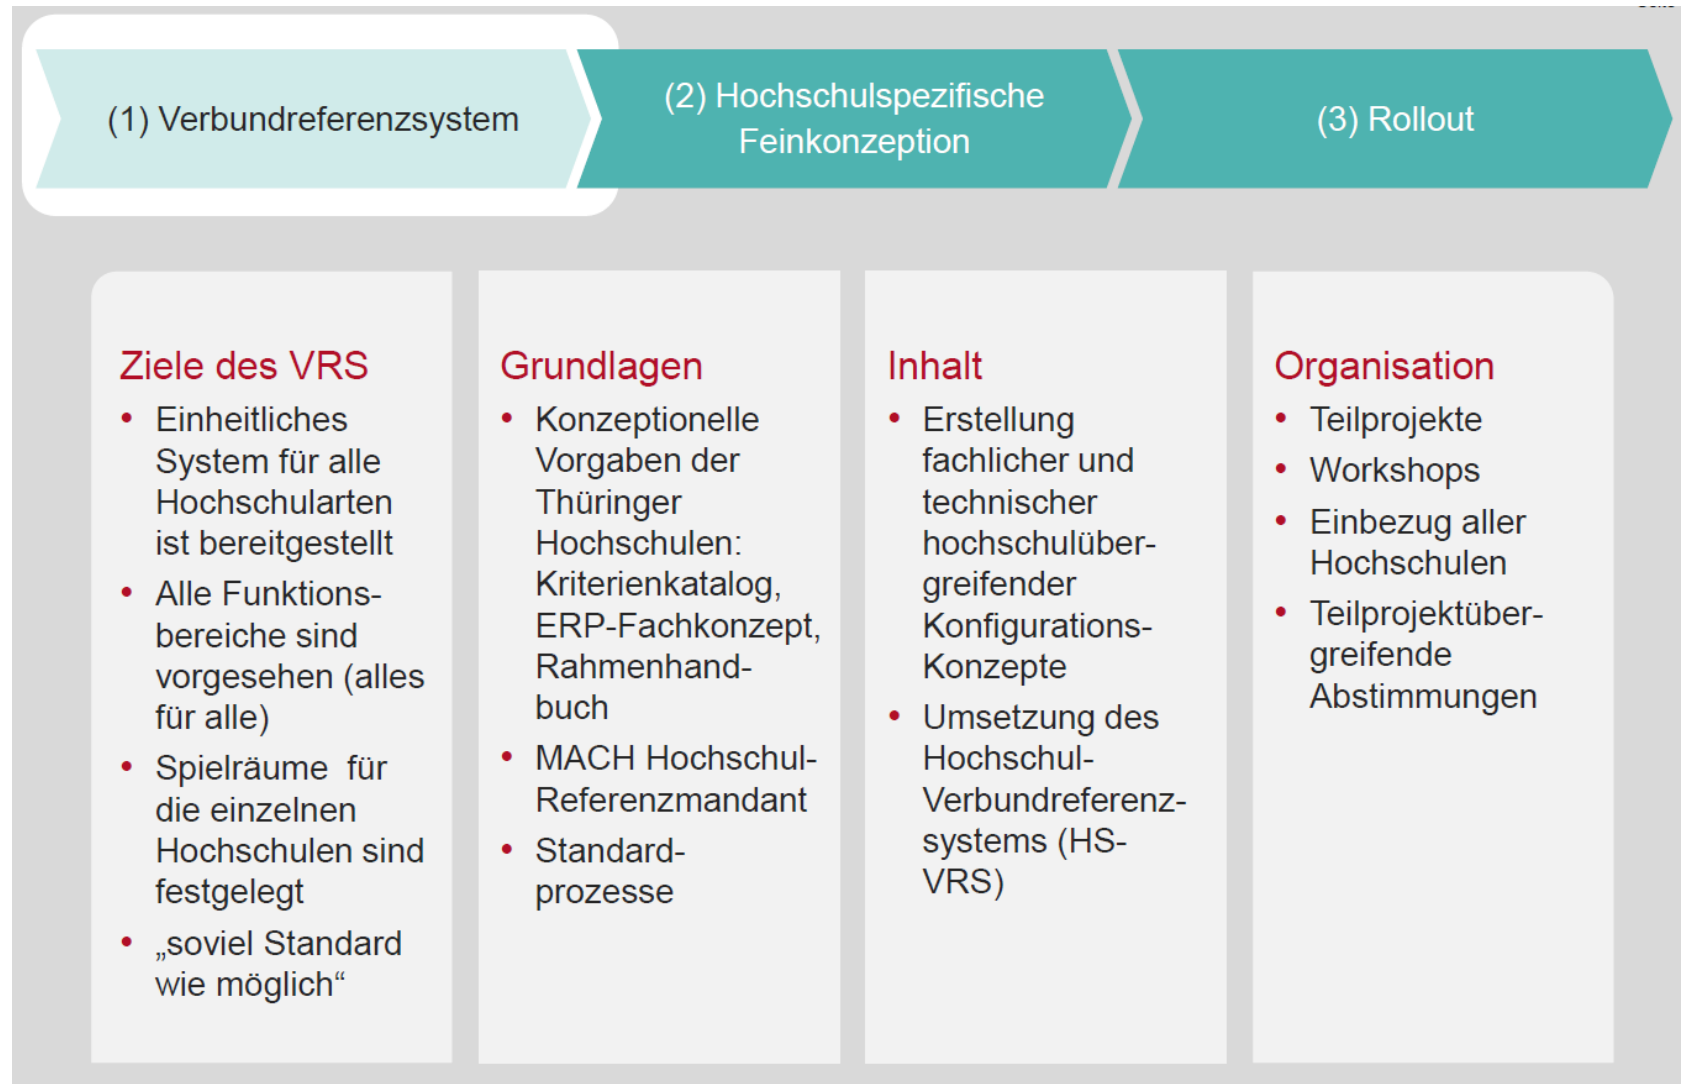 (1) Verbundreferenzsystem
(2) Hochschulspezifische
Feinkonzeption
(3) Rollout
Ziele des VRS
• Einheitliches
System für alle
Hochschularten
ist bereitgestellt
• Alle Funktions-
bereiche sind
vorgesehen (alles
für alle)
• Spielräume für
die einzelnen
Hochschulen sind
festgelegt
• „soviel Standard
wie möglich“
Grundlagen
• Konzeptionelle
Vorgaben der
Thüringer
Hochschulen:
Kriterienkatalog,
ERP-Fachkonzept,
Rahmenhand-
buch
• MACH Hochschul-
Referenzmandant
• Standard-
prozesse
Inhalt
• Erstellung
fachlicher und
technischer
hochschulüber-
greifender
Konfigurations-
Konzepte
• Umsetzung des
Hochschul-
Verbundreferenz-
systems (HS-
VRS)
Organisation
• Teilprojekte
• Workshops
• Einbezug aller
Hochschulen
• Teilprojektüber-
greifende
Abstimmungen